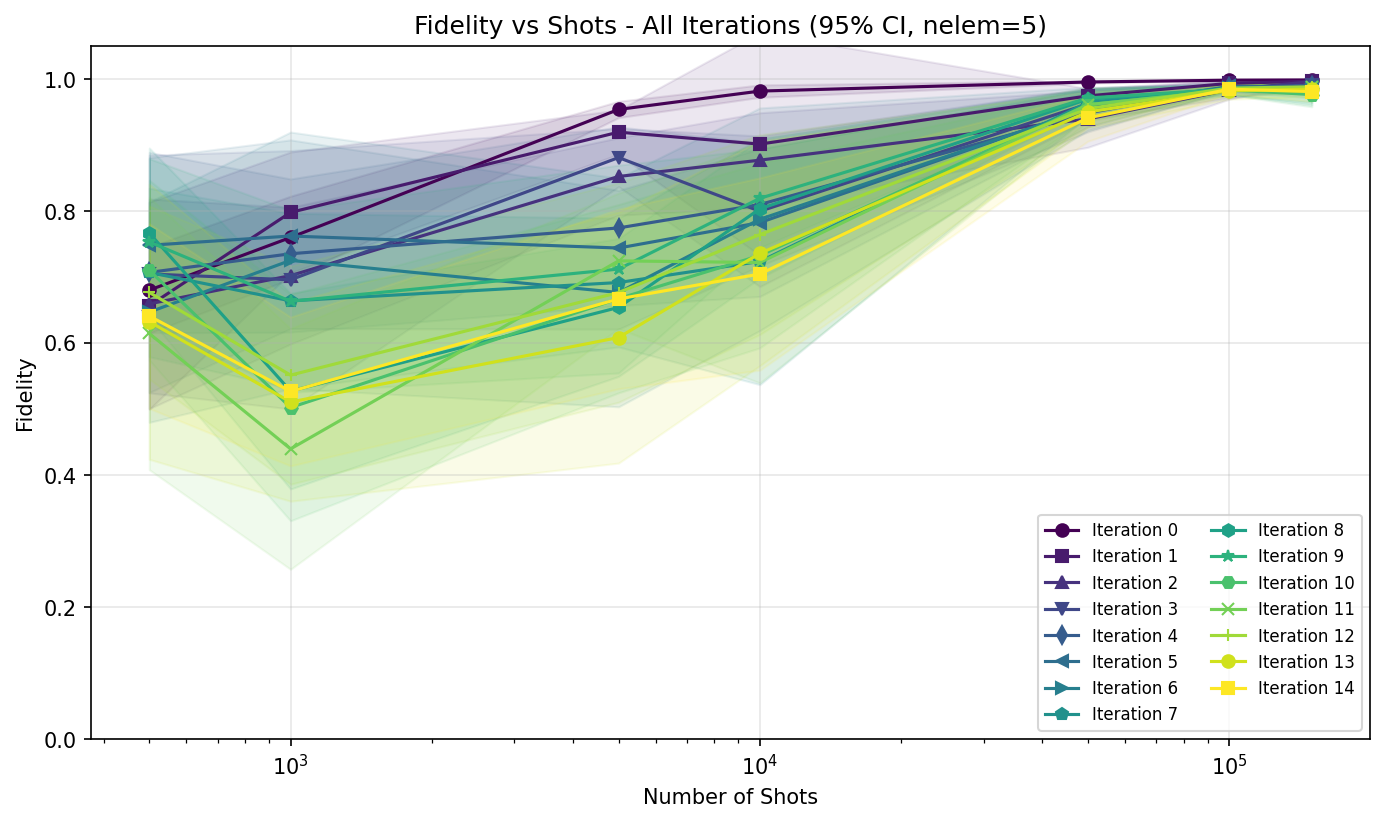 Fidelity vs Shots - All Iterations (95% CI, nelem=5)
Fidelity
1.0
0.8
0.6
0.4
0.2
0.0
10³
10⁴
10⁵
Number of Shots
Iteration 0
Iteration 1
Iteration 2
Iteration 3
Iteration 4
Iteration 5
Iteration 6
Iteration 7
Iteration 8
Iteration 9
Iteration 10
Iteration 11
Iteration 12
Iteration 13
Iteration 14